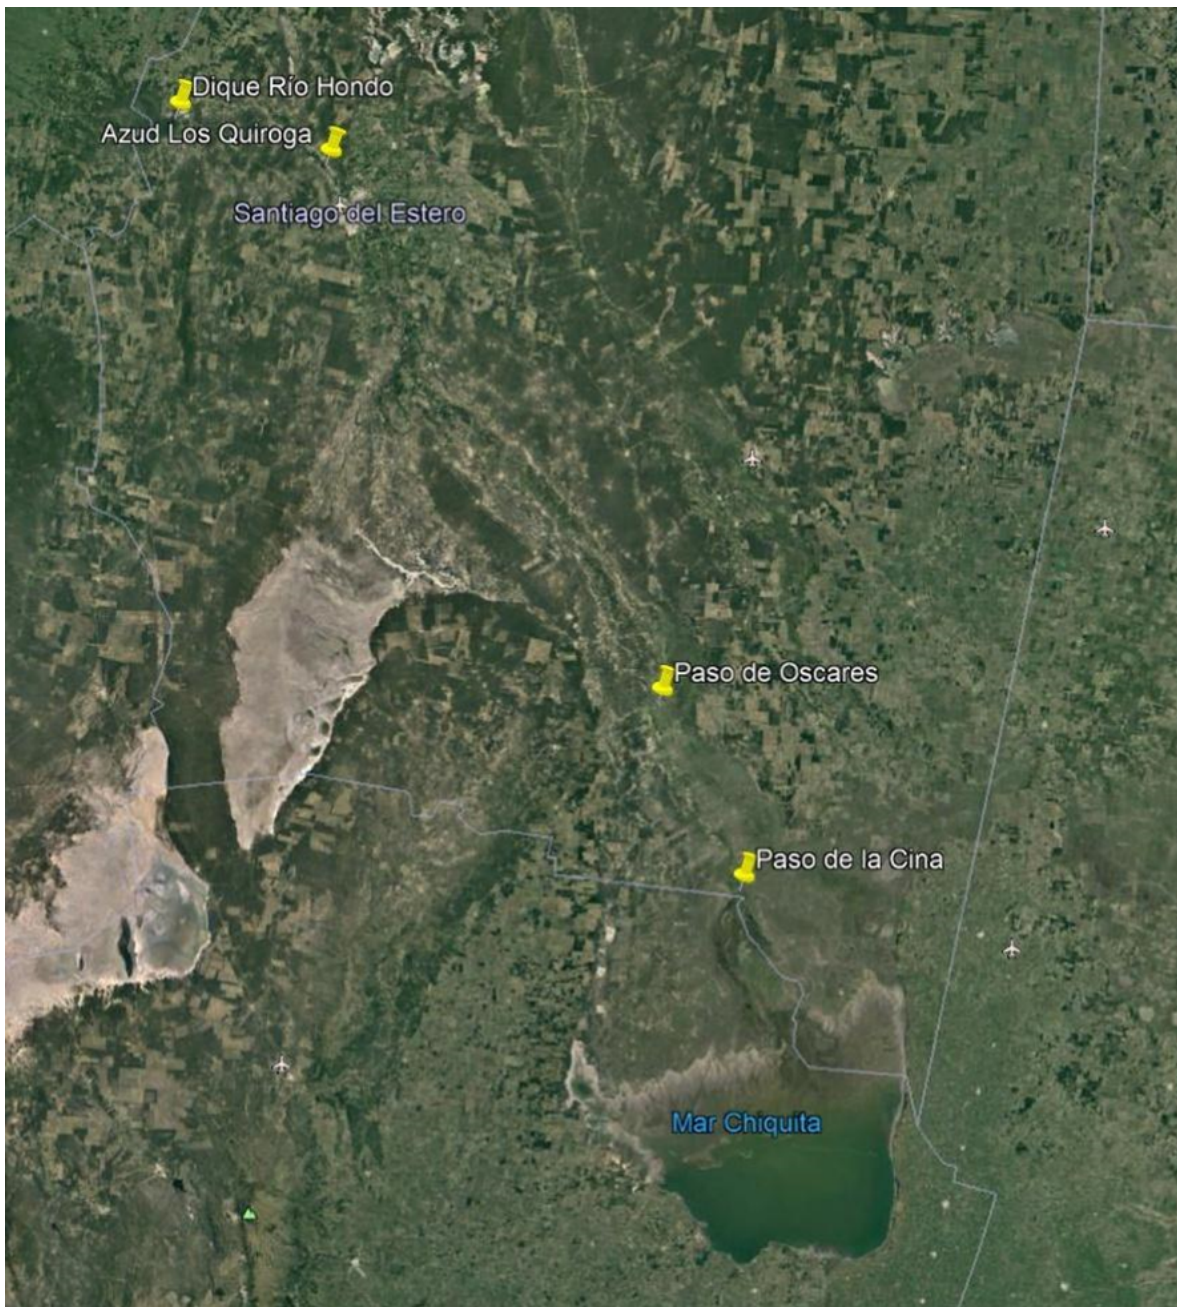 Dique Río Hondo
Azud Los Quiroga
Santiago del Estero
Paso de Oscares
Paso de la Cina
Mar Chiquita